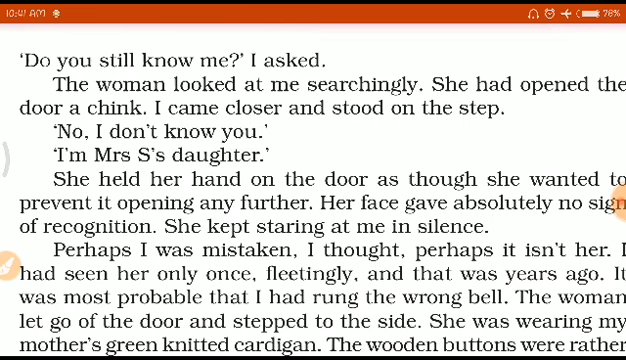 10:41 AM
78%
‘Do you still know me?’ I asked.
The woman looked at me searchingly. She had opened the
door a chink. I came closer and stood on the step.
‘No, I don’t know you.’
‘I’m Mrs S’s daughter.’
She held her hand on the door as though she wanted to
prevent it opening any further. Her face gave absolutely no sign
of recognition. She kept staring at me in silence.
Perhaps I was mistaken, I thought, perhaps it isn’t her. I
had seen her only once, fleetingly, and that was years ago. It
was most probable that I had rung the wrong bell. The woman
let go of the door and stepped to the side. She was wearing my
mother’s green knitted cardigan. The wooden buttons were rather